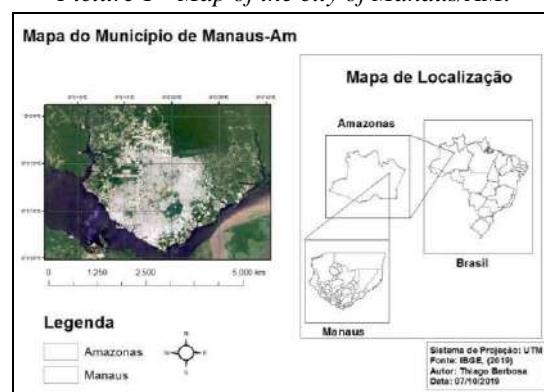 Picture 1 - Map of the city of Manaus/AM.
Mapa do Município de Manaus-Am
Mapa de Localização
Amazonas
Brasil
Manaus
0 1.250 2.500 5.000 km
Legenda
Amazonas
Manaus
N
Sistema de Projeção: UTM
Fonte: IBGE, (2019)
Autor: Thiago Berbosa
Data: 07/10/2019